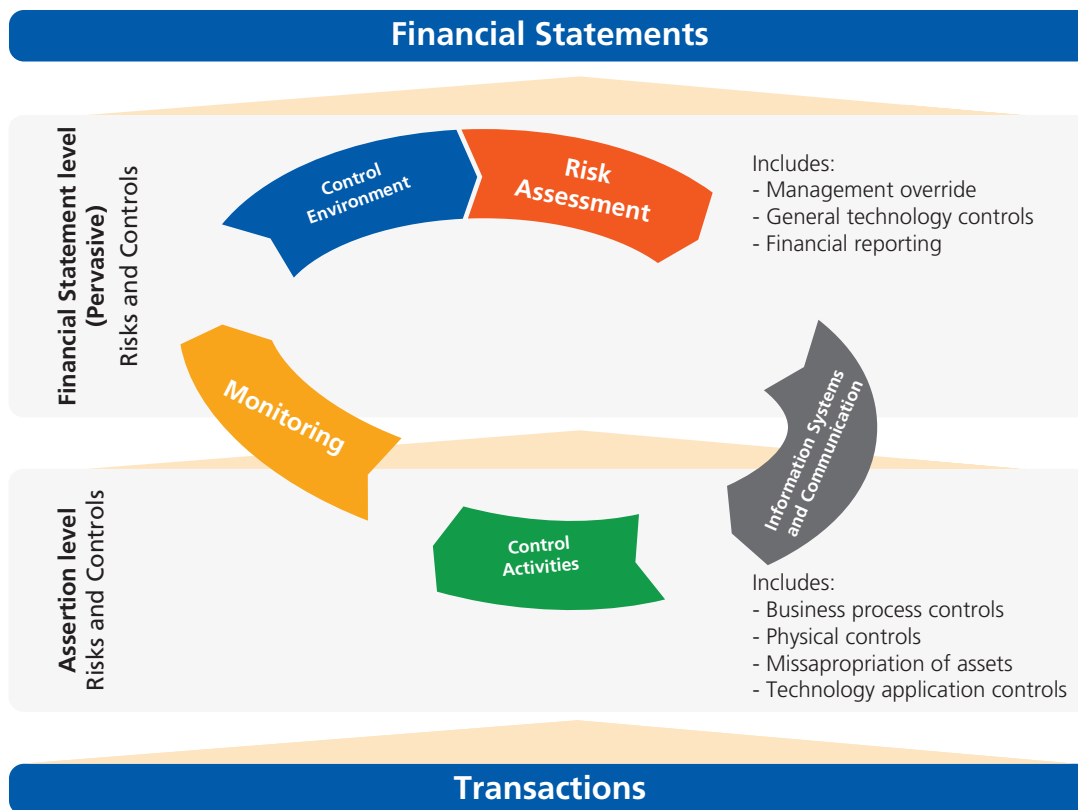 Financial Statements
Financial Statement level
(Pervasive)
Risks and Controls
Control
Environment
Risk
Assessment
Includes:
- Management override
- General technology controls
- Financial reporting
Monitoring
Information Systems
and Communication
Assertion level
Risks and Controls
Control
Activities
Includes:
- Business process controls
- Physical controls
- Missapropriation of assets
- Technology application controls
Transactions